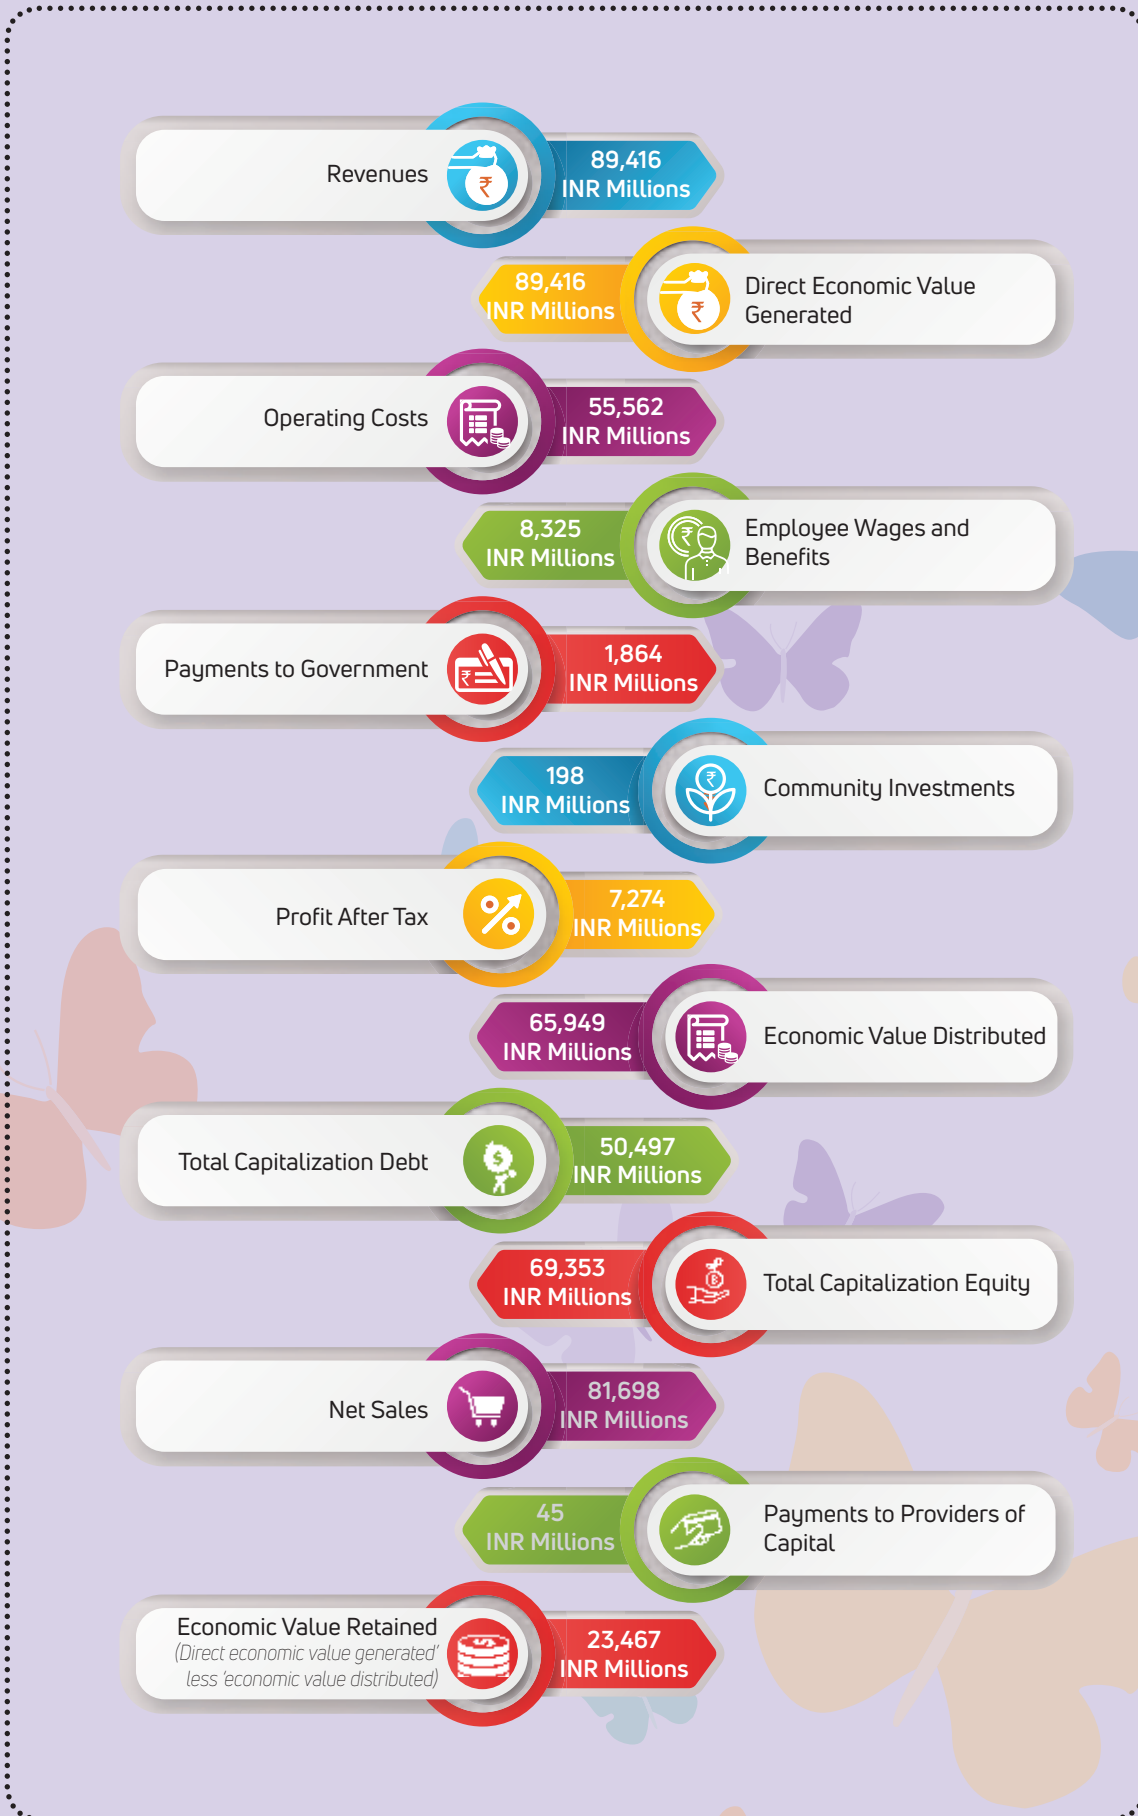 Revenues
89,416
INR Millions
89,416
INR Millions
Direct Economic Value
Generated
Operating Costs
55,562
INR Millions
8,325
INR Millions
Employee Wages and
Benefits
Payments to Government
1,864
INR Millions
198
INR Millions
Community Investments
Profit After Tax
7,274
INR Millions
65,949
INR Millions
Economic Value Distributed
Total Capitalization Debt
50,497
INR Millions
69,353
INR Millions
Total Capitalization Equity
Net Sales
81,698
INR Millions
45
INR Millions
Payments to Providers of
Capital
Economic Value Retained
(Direct economic value generated'
less 'economic value distributed)
23,467
INR Millions